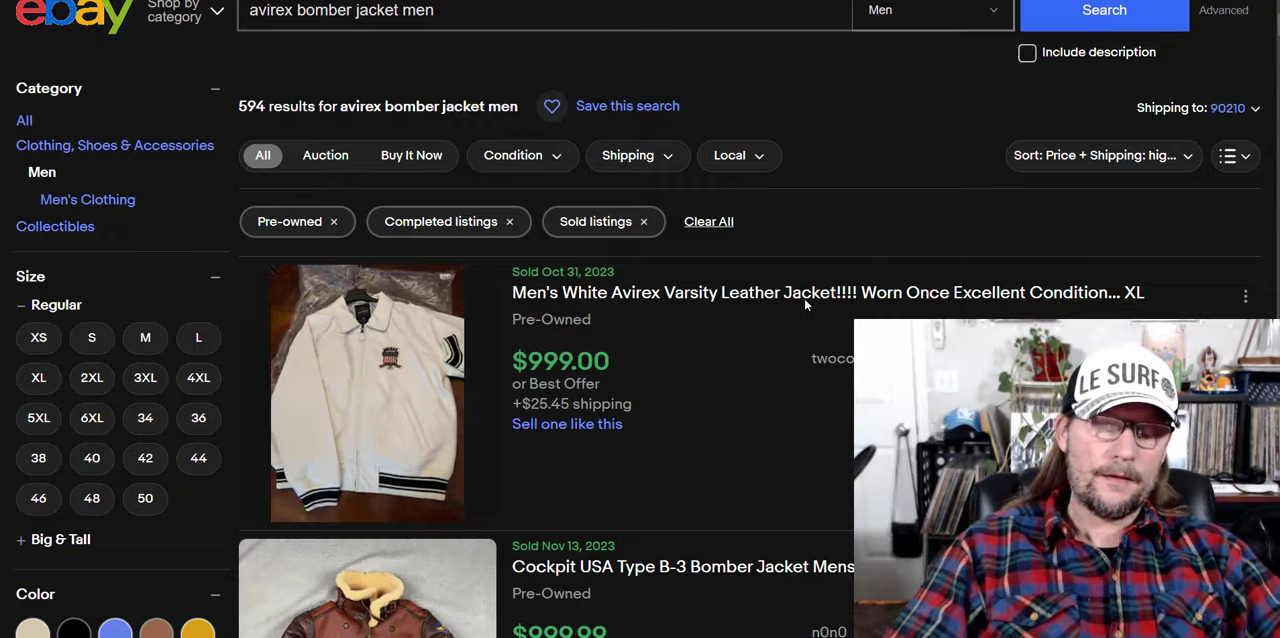 ebay
Shop by
category
avirex bomber jacket men
Men
Search
Advanced
Include description
Category
All
Clothing, Shoes & Accessories
Men
Men's Clothing
Collectibles
594 results for avirex bomber jacket men
Save this search
Shipping to: 90210
All
Auction
Buy It Now
Condition
Shipping
Local
Sort: Price + Shipping: hig...
Pre-owned ×
Completed listings ×
Sold listings ×
Clear All
Size
Regular
XS S M L
XL 2XL 3XL 4XL
5XL 6XL 34 36
38 40 42 44
46 48 50
+ Big & Tall
Color
Sold Oct 31, 2023
Men's White Avirex Varsity Leather Jacket!!!! Worn Once Excellent Condition... XL
Pre-Owned
$999.00
twoco
or Best Offer
+$25.45 shipping
Sell one like this
Sold Nov 13, 2023
Cockpit USA Type B-3 Bomber Jacket Mens
Pre-Owned
$999.99
n0n0
LE SURF